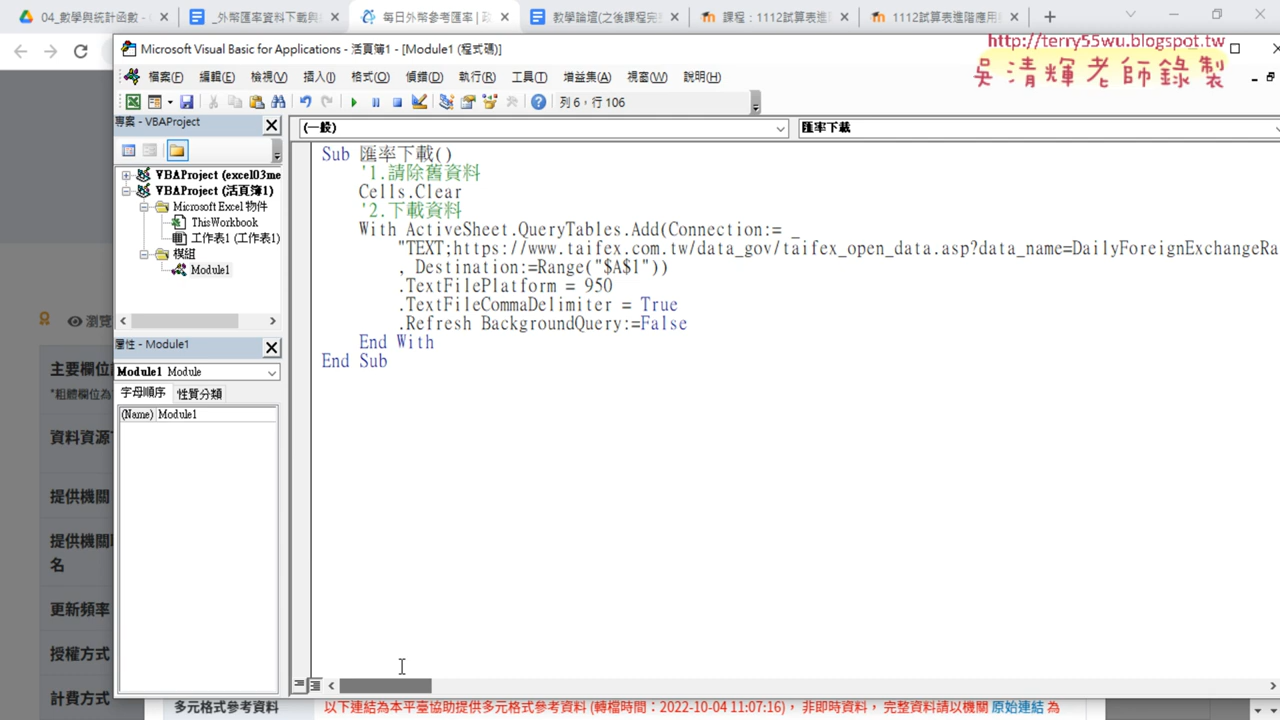 04_數學與統計函數 -
_外幣匯率資料下載與
每日外幣參考匯率 | 政
教學論壇(之後課程完
課程：1112試算表進階
1112試算表進階應用
http://terry55wu.blogspot.tw
吳清輝老師錄製
Microsoft Visual Basic for Applications - 活頁簿1 - [Module1 (程式碼)]
檔案(F) 編輯(E) 檢視(V) 插入(I) 格式(O) 偵錯(D) 執行(R) 工具(T) 增益集(A) 視窗(W) 說明(H)
列 6，行 106
專案 - VBAProject
(一般)
匯率下載
VBAProject (excel03me
VBAProject (活頁簿1)
Microsoft Excel 物件
ThisWorkbook
工作表1 (工作表1)
模組
Module1
屬性 - Module1
Module1 Module
字母順序 性質分類
(Name) Module1
Sub 匯率下載()
'1.請除舊資料
Cells.Clear
'2.下載資料
With ActiveSheet.QueryTables.Add(Connection:= _
"TEXT;https://www.taifex.com.tw/data_gov/taifex_open_data.asp?data_name=DailyForeignExchangeRa
, Destination:=Range("$A$1"))
.TextFilePlatform = 950
.TextFileCommaDelimiter = True
.Refresh BackgroundQuery:=False
End With
End Sub
瀏覽
主要欄位
*粗體欄位為
資料資源
提供機關
提供機關
名
更新頻率
授權方式
計費方式
多元格式參考資料
以下連結為本平臺協助提供多元格式參考資料 (轉檔時間：2022-10-04 11:07:16)， 非即時資料， 完整資料請以機關 原始連結 為